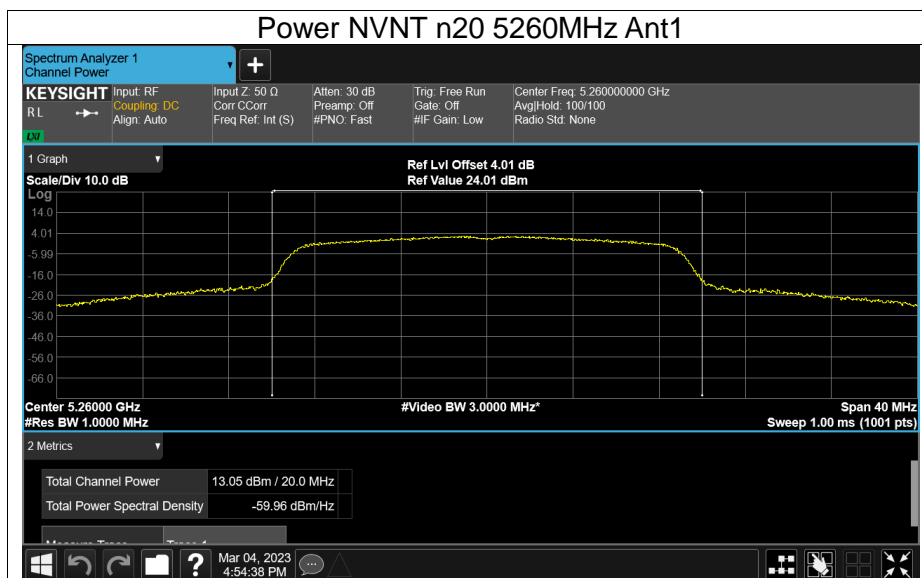 Power NVNT n20 5260MHz Ant1
Spectrum Analyzer 1
Channel Power
KEYSIGHT
R L
LXI
Input: RF
Coupling: DC
Align: Auto
Input Z: 50 Ω
Corr CCorr
Freq Ref: Int (S)
Atten: 30 dB
Preamp: Off
#PNO: Fast
Trig: Free Run
Gate: Off
#IF Gain: Low
Center Freq: 5.260000000 GHz
Avg|Hold: 100/100
Radio Std: None
1 Graph
Scale/Div 10.0 dB
Ref Lvl Offset 4.01 dB
Ref Value 24.01 dBm
Log
14.0
4.01
-5.99
-16.0
-26.0
-36.0
-46.0
-56.0
-66.0
Center 5.26000 GHz
#Res BW 1.0000 MHz
#Video BW 3.0000 MHz*
Span 40 MHz
Sweep 1.00 ms (1001 pts)
2 Metrics
Total Channel Power 13.05 dBm / 20.0 MHz
Total Power Spectral Density -59.96 dBm/Hz
Mar 04, 2023
4:54:38 PM